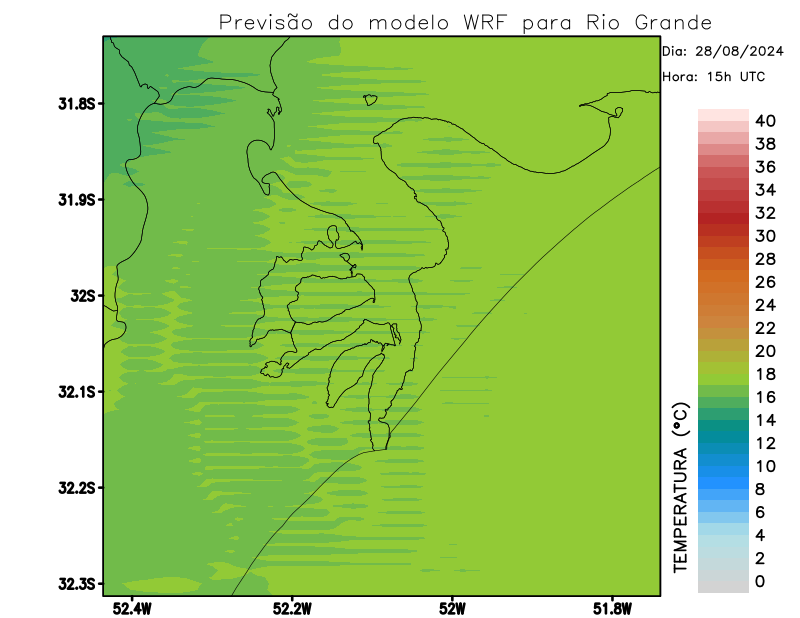 Previsão do modelo WRF para Rio Grande
Dia: 28/08/2024
Hora: 15h UTC
31.8S
31.9S
32S
32.1S
32.2S
32.3S
52.4W
52.2W
52W
51.8W
TEMPERATURA (°C)
40
38
36
34
32
30
28
26
24
22
20
18
16
14
12
10
8
6
4
2
0